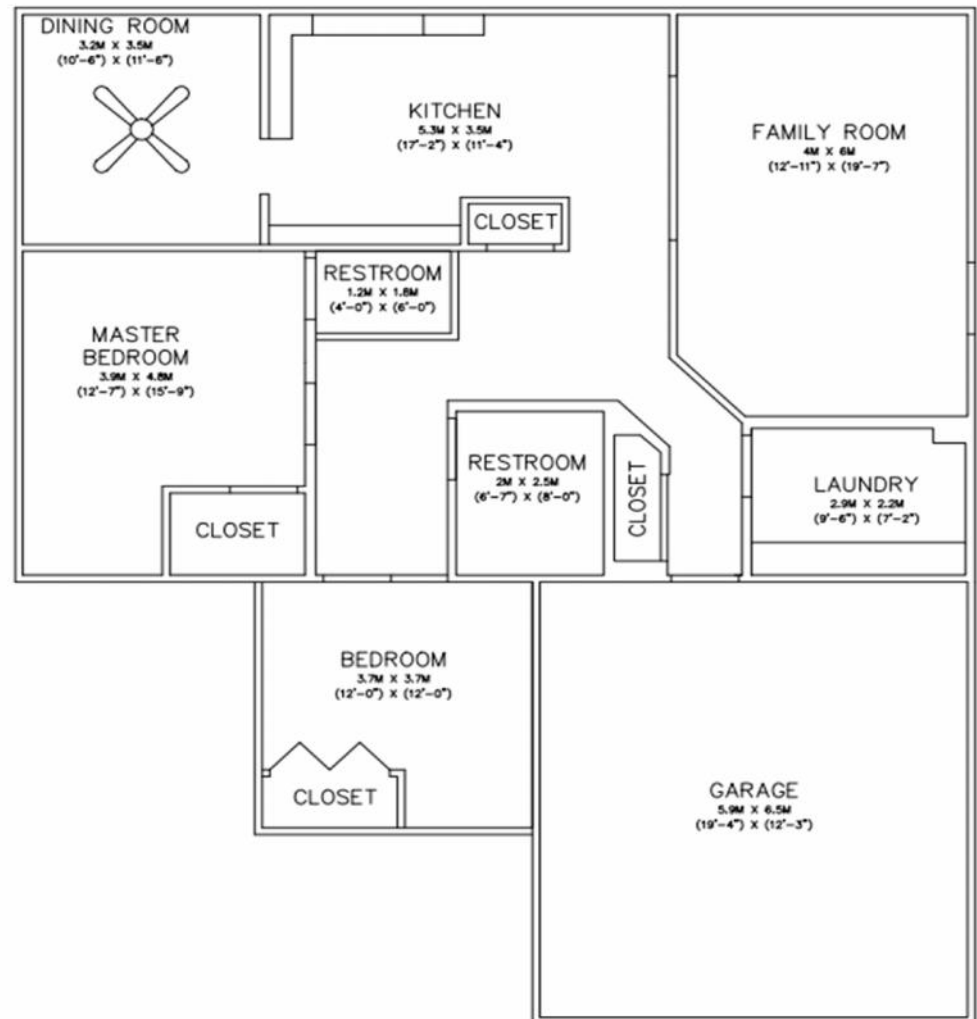 DINING ROOM
3.2M X 3.5M
(10'-6") X (11'-6")
KITCHEN
5.3M X 3.5M
(17'-2") X (11'-4")
FAMILY ROOM
4M X 6M
(12'-11") X (19'-7")
CLOSET
RESTROOM
1.2M X 1.8M
(4'-0") X (6'-0")
MASTER
BEDROOM
3.9M X 4.8M
(12'-7") X (15'-9")
RESTROOM
2M X 2.5M
(6'-7") X (8'-0")
CLOSET
LAUNDRY
2.9M X 2.2M
(9'-6") X (7'-2")
CLOSET
BEDROOM
3.7M X 3.7M
(12'-0") X (12'-0")
CLOSET
GARAGE
5.9M X 6.5M
(19'-4") X (12'-3")